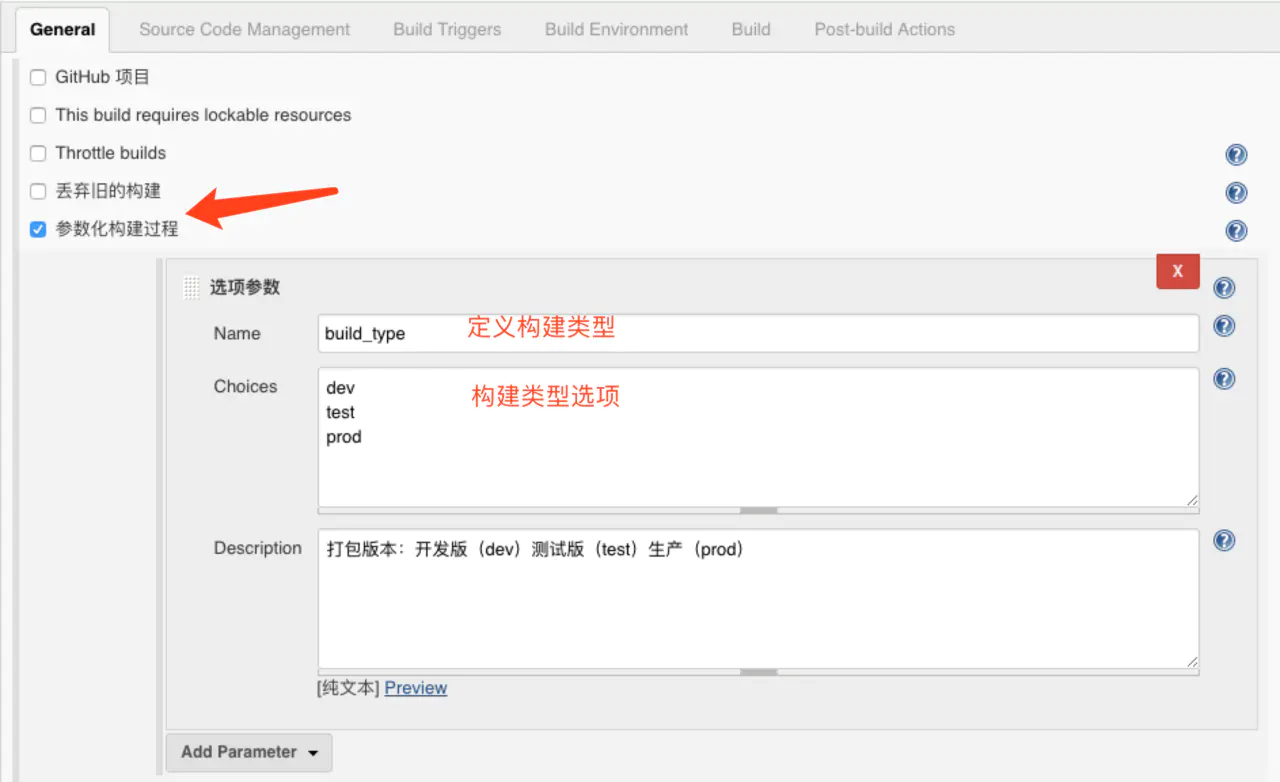 General Source Code Management Build Triggers Build Environment Build Post-build Actions
GitHub 项目
This build requires lockable resources
Throttle builds
?
丢弃旧的构建
?
参数化构建过程
?
X
选项参数
?
Name
build_type
定义构建类型
?
Choices
dev
构建类型选项
?
test
prod
Description
打包版本：开发版（dev）测试版（test）生产（prod）
?
[纯文本] Preview
Add Parameter